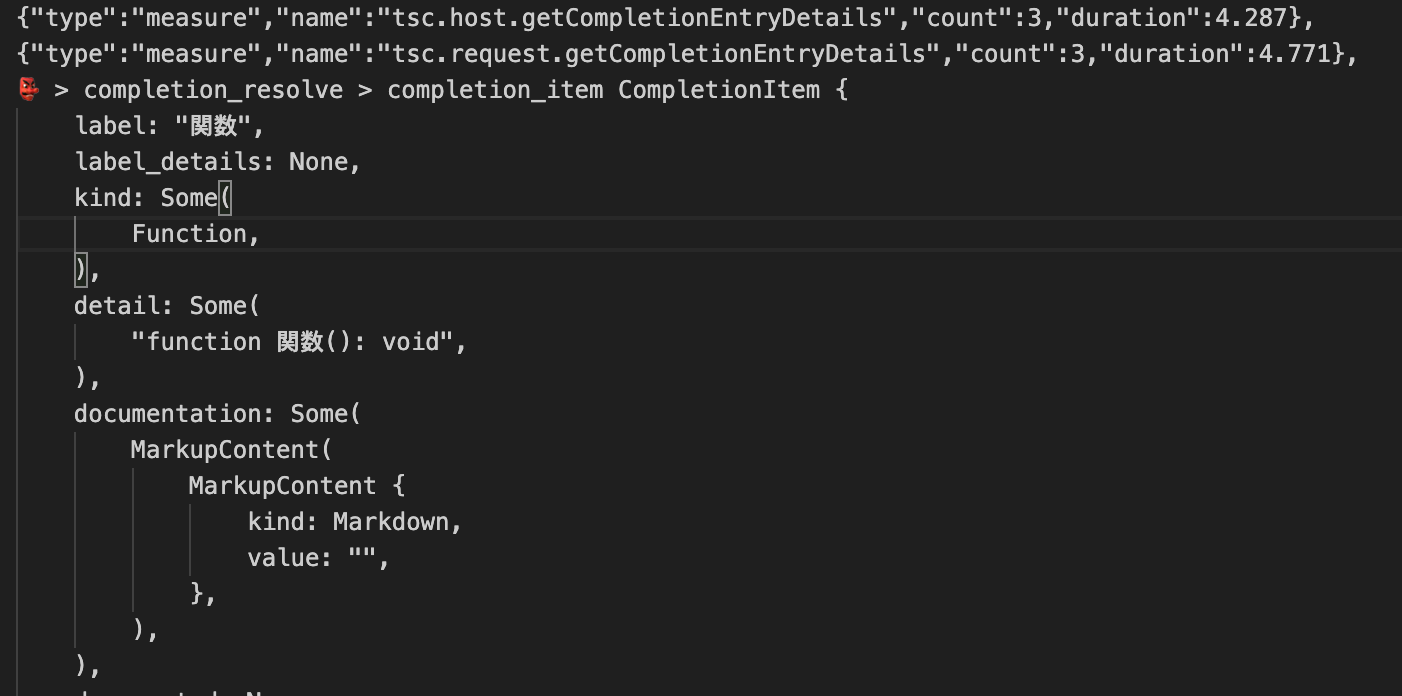 {"type":"measure","name":"tsc.host.getCompletionEntryDetails","count":3,"duration":4.287},
{"type":"measure","name":"tsc.request.getCompletionEntryDetails","count":3,"duration":4.771},
👺 > completion_resolve > completion_item CompletionItem {
    label: "関数",
    label_details: None,
    kind: Some(
        Function,
    ),
    detail: Some(
        "function 関数(): void",
    ),
    documentation: Some(
        MarkupContent(
            MarkupContent {
                kind: Markdown,
                value: "",
            },
        ),
    ),